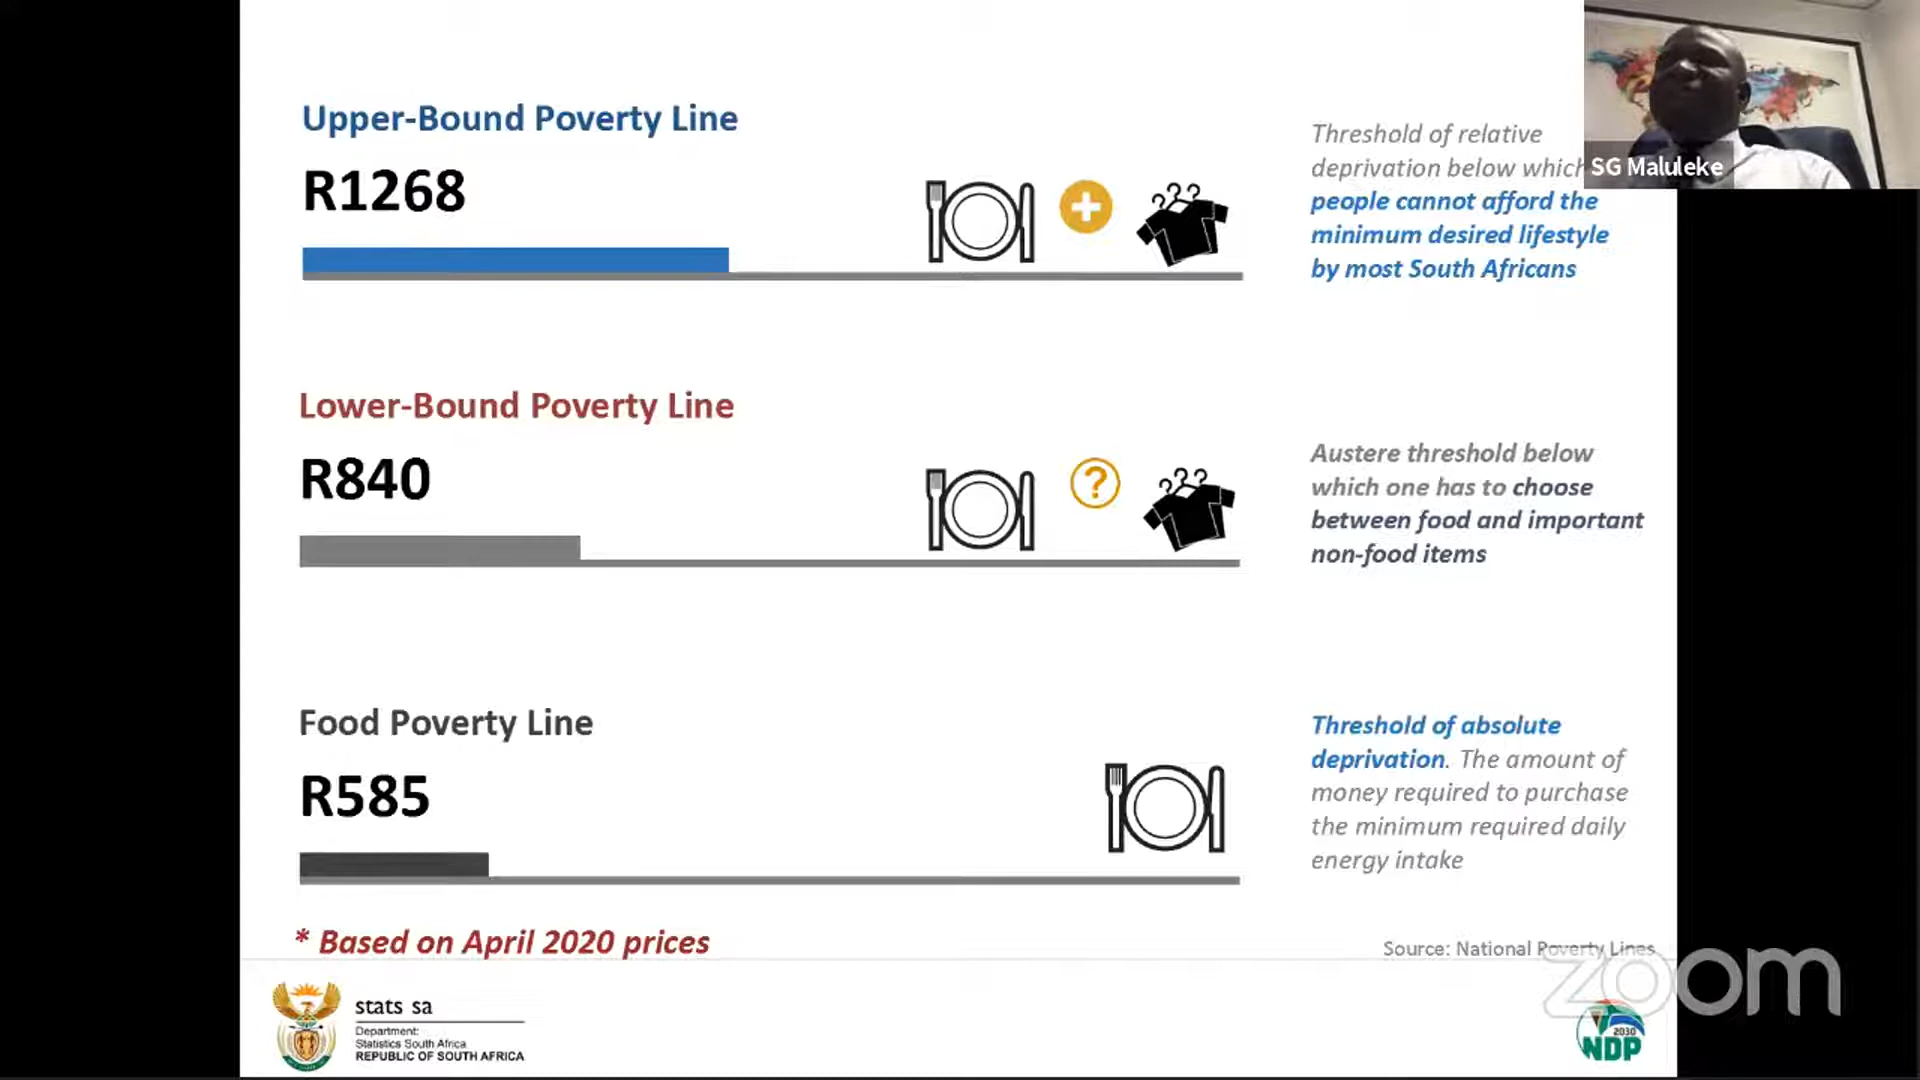 Upper-Bound Poverty Line
R1268
Threshold of relative
deprivation below which
people cannot afford the
minimum desired lifestyle
by most South Africans
SG Maluleke
Lower-Bound Poverty Line
R840
?
Austere threshold below
which one has to choose
between food and important
non-food items
Food Poverty Line
R585
Threshold of absolute
deprivation. The amount of
money required to purchase
the minimum required daily
energy intake
* Based on April 2020 prices
Source: National Poverty Lines
zoom
stats sa
Department:
Statistics South Africa
REPUBLIC OF SOUTH AFRICA
2030
NDP